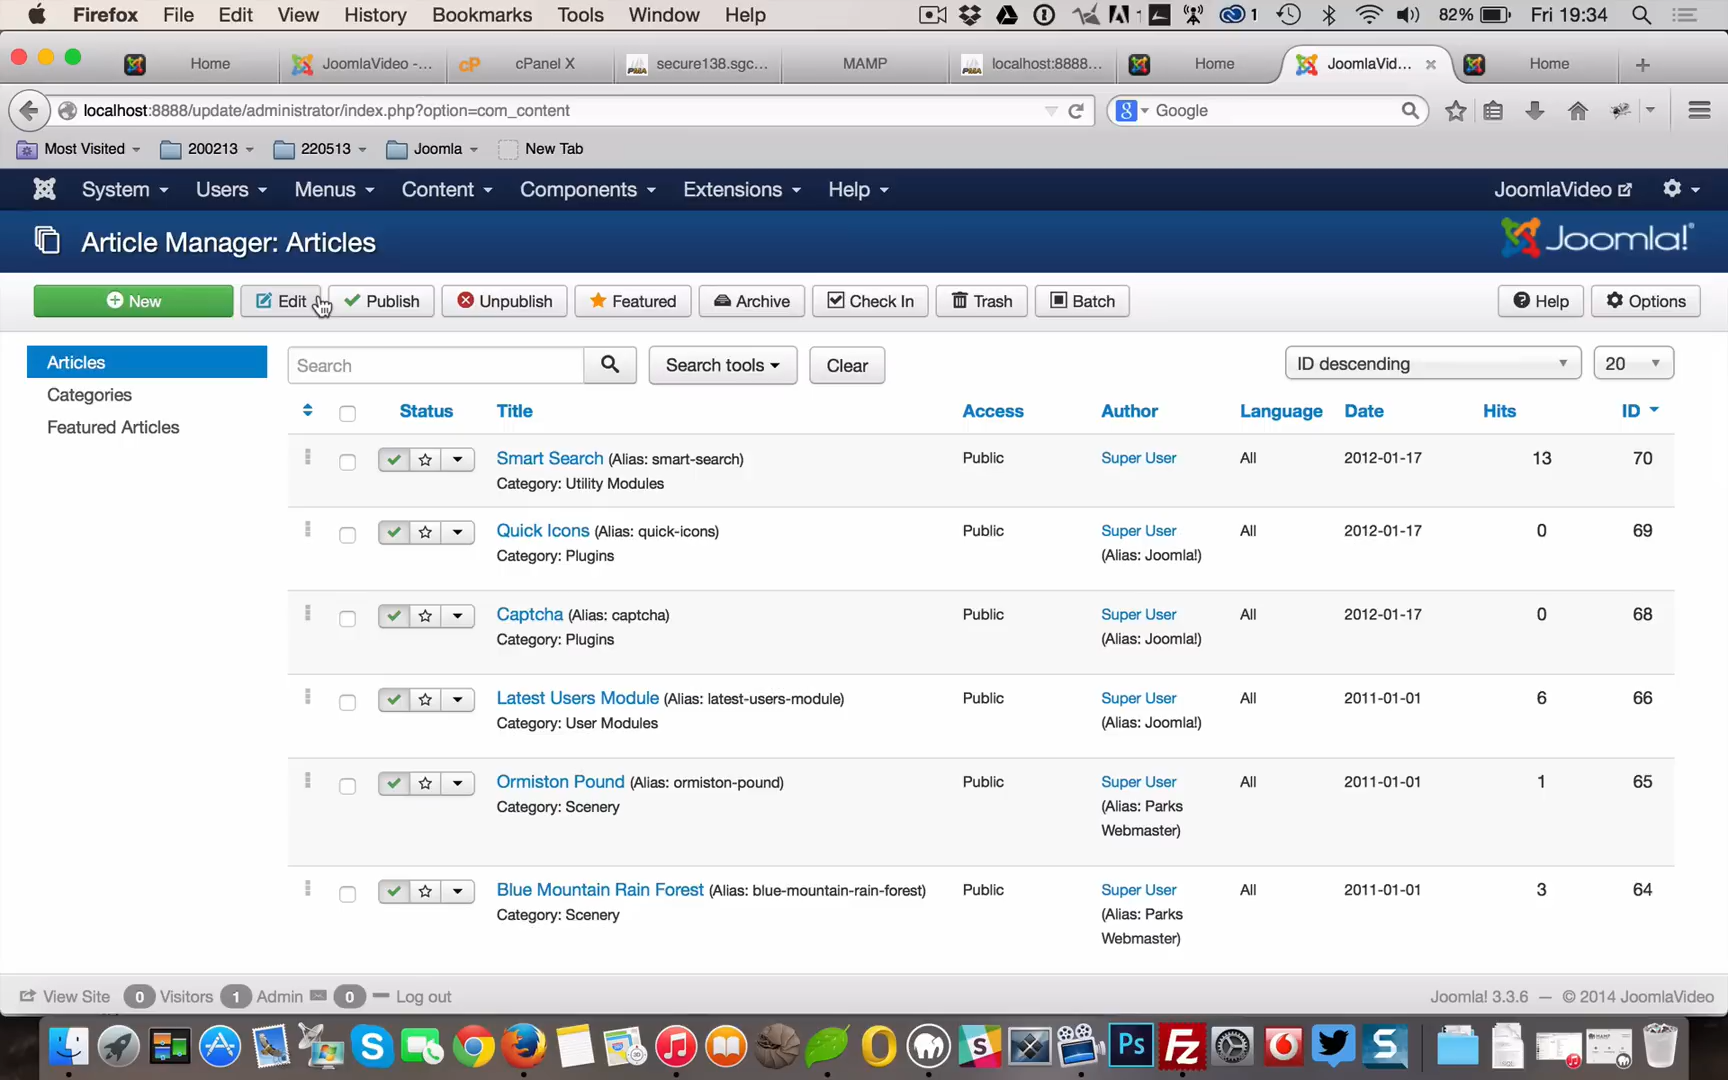 Firefox File Edit View History Bookmarks Tools Window Help 1 1 82% Fri 19:34
Home JoomlaVideo -... cPanel X secure138.sgc... MAMP localhost:8888... Home JoomlaVid... Home
localhost:8888/update/administrator/index.php?option=com_content Google
Most Visited 200213 220513 Joomla New Tab
System Users Menus Content Components Extensions Help JoomlaVideo
Article Manager: Articles Joomla!
New Edit Publish Unpublish Featured Archive Check In Trash Batch Help Options
Articles Search Search tools Clear ID descending 20
Categories
Featured Articles
Status Title Access Author Language Date Hits ID
Smart Search (Alias: smart-search) Public Super User All 2012-01-17 13 70
Category: Utility Modules
Quick Icons (Alias: quick-icons) Public Super User All 2012-01-17 0 69
Category: Plugins (Alias: Joomla!)
Captcha (Alias: captcha) Public Super User All 2012-01-17 0 68
Category: Plugins (Alias: Joomla!)
Latest Users Module (Alias: latest-users-module) Public Super User All 2011-01-01 6 66
Category: User Modules (Alias: Joomla!)
Ormiston Pound (Alias: ormiston-pound) Public Super User All 2011-01-01 1 65
Category: Scenery (Alias: Parks
Webmaster)
Blue Mountain Rain Forest (Alias: blue-mountain-rain-forest) Public Super User All 2011-01-01 3 64
Category: Scenery (Alias: Parks
Webmaster)
View Site 0 Visitors 1 Admin 0 Log out Joomla! 3.3.6 — © 2014 JoomlaVideo
Ps Fz